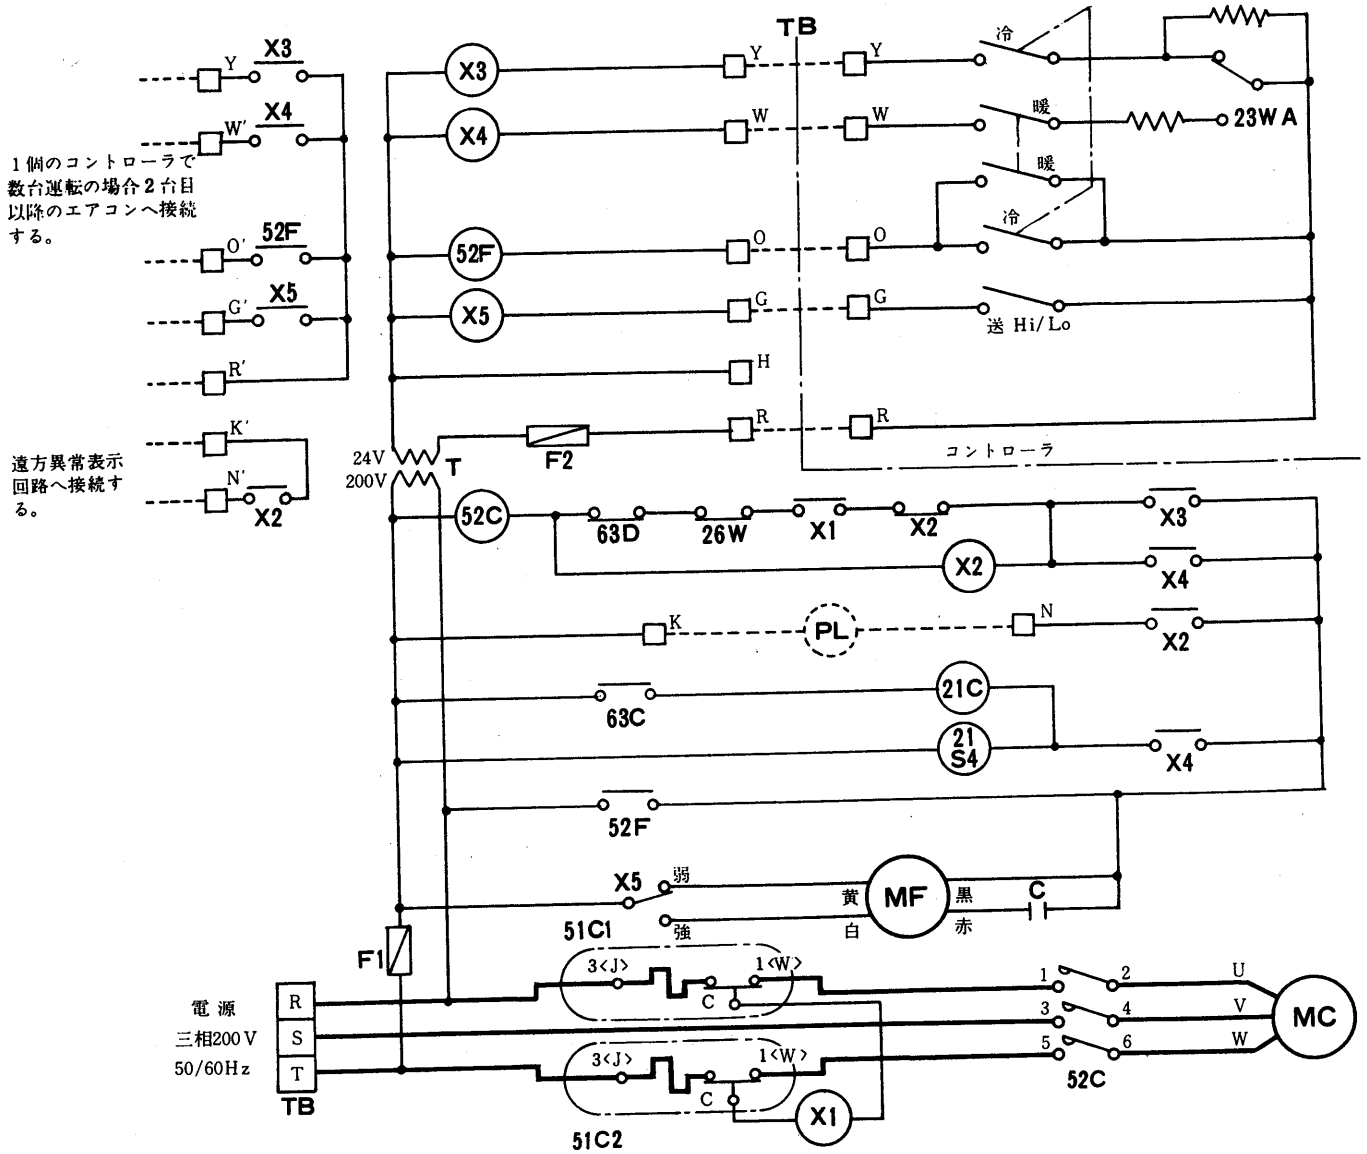 TB
X3
Y
X3
Y
Y
冷
X4
W'
X4
W
W
暖
23WA
1個のコントローラで
数台運転の場合2台目
以降のエアコンへ接続
する。
暖
冷
52F
O'
52F
O
O
X5
G'
X5
G
G
送 Hi/Lo
R'
H
R
R
コントローラ
K'
24V
200V
T
F2
遠方異常表示
回路へ接続す
る。
N'
X2
52C
63D
26W
X1
X2
X3
X2
X4
K
PL
N
X2
63C
21C
21
S4
X4
52F
X5
弱
強
黄
白
MF
黒
赤
C
F1
51C1
3<J>
1<W>
C
電源
三相200V
50/60Hz
R
S
T
TB
1
2
3
4
5
6
U
V
W
MC
52C
3<J>
1<W>
C
X1
51C2